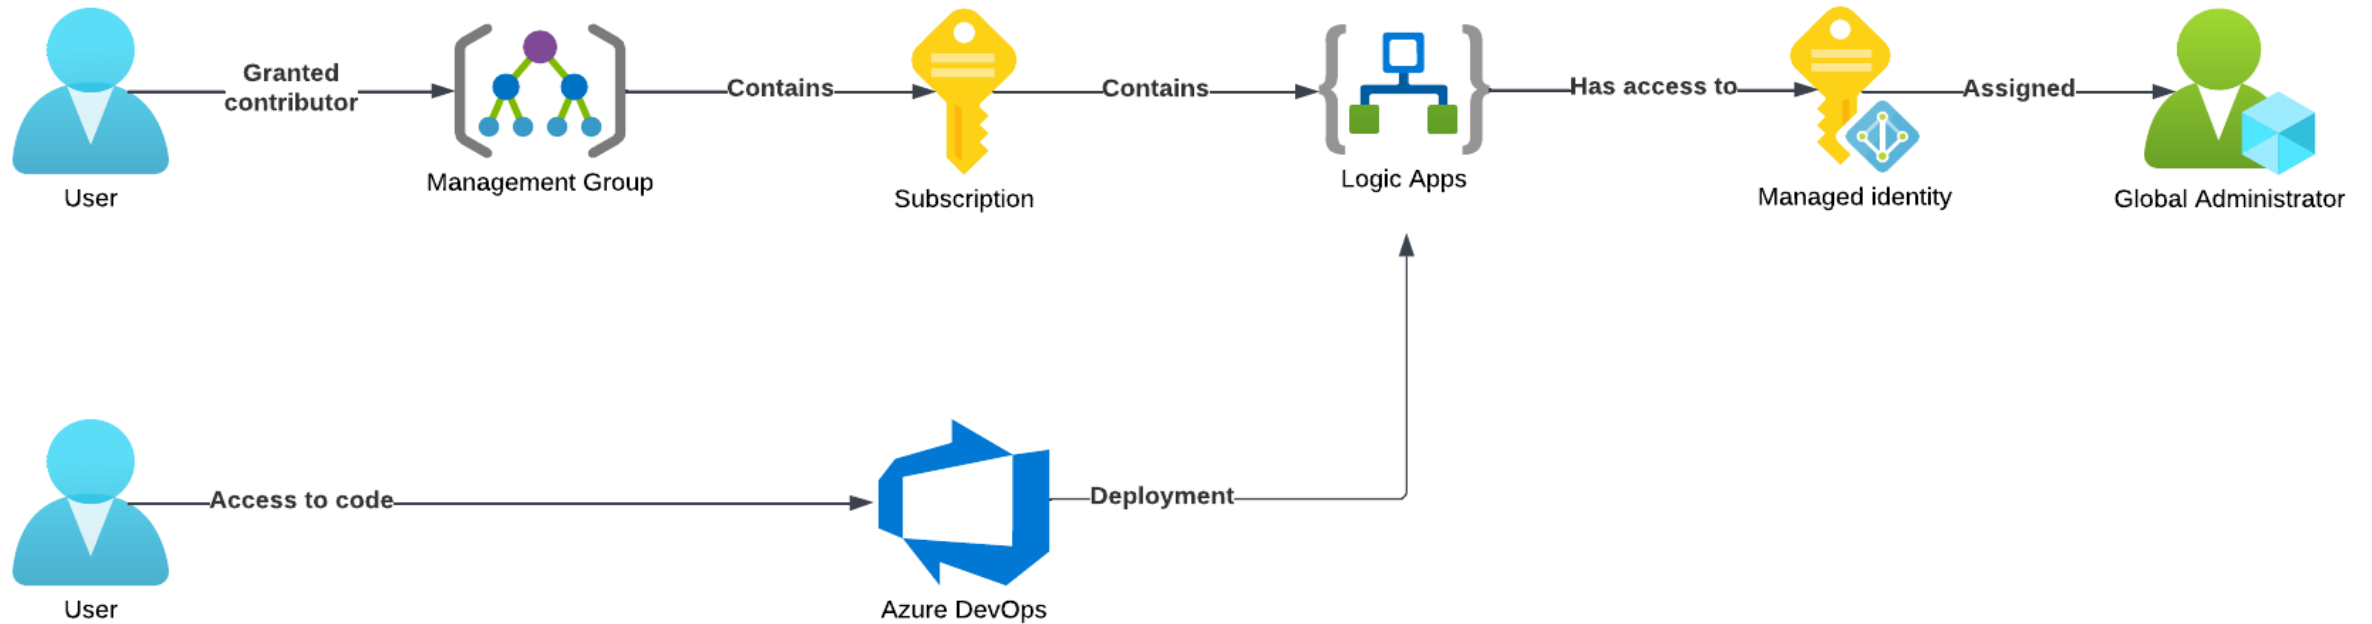 Granted
contributor
Contains
Contains
Has access to
Assigned
User
Management Group
Subscription
Logic Apps
Managed identity
Global Administrator
Access to code
Deployment
User
Azure DevOps